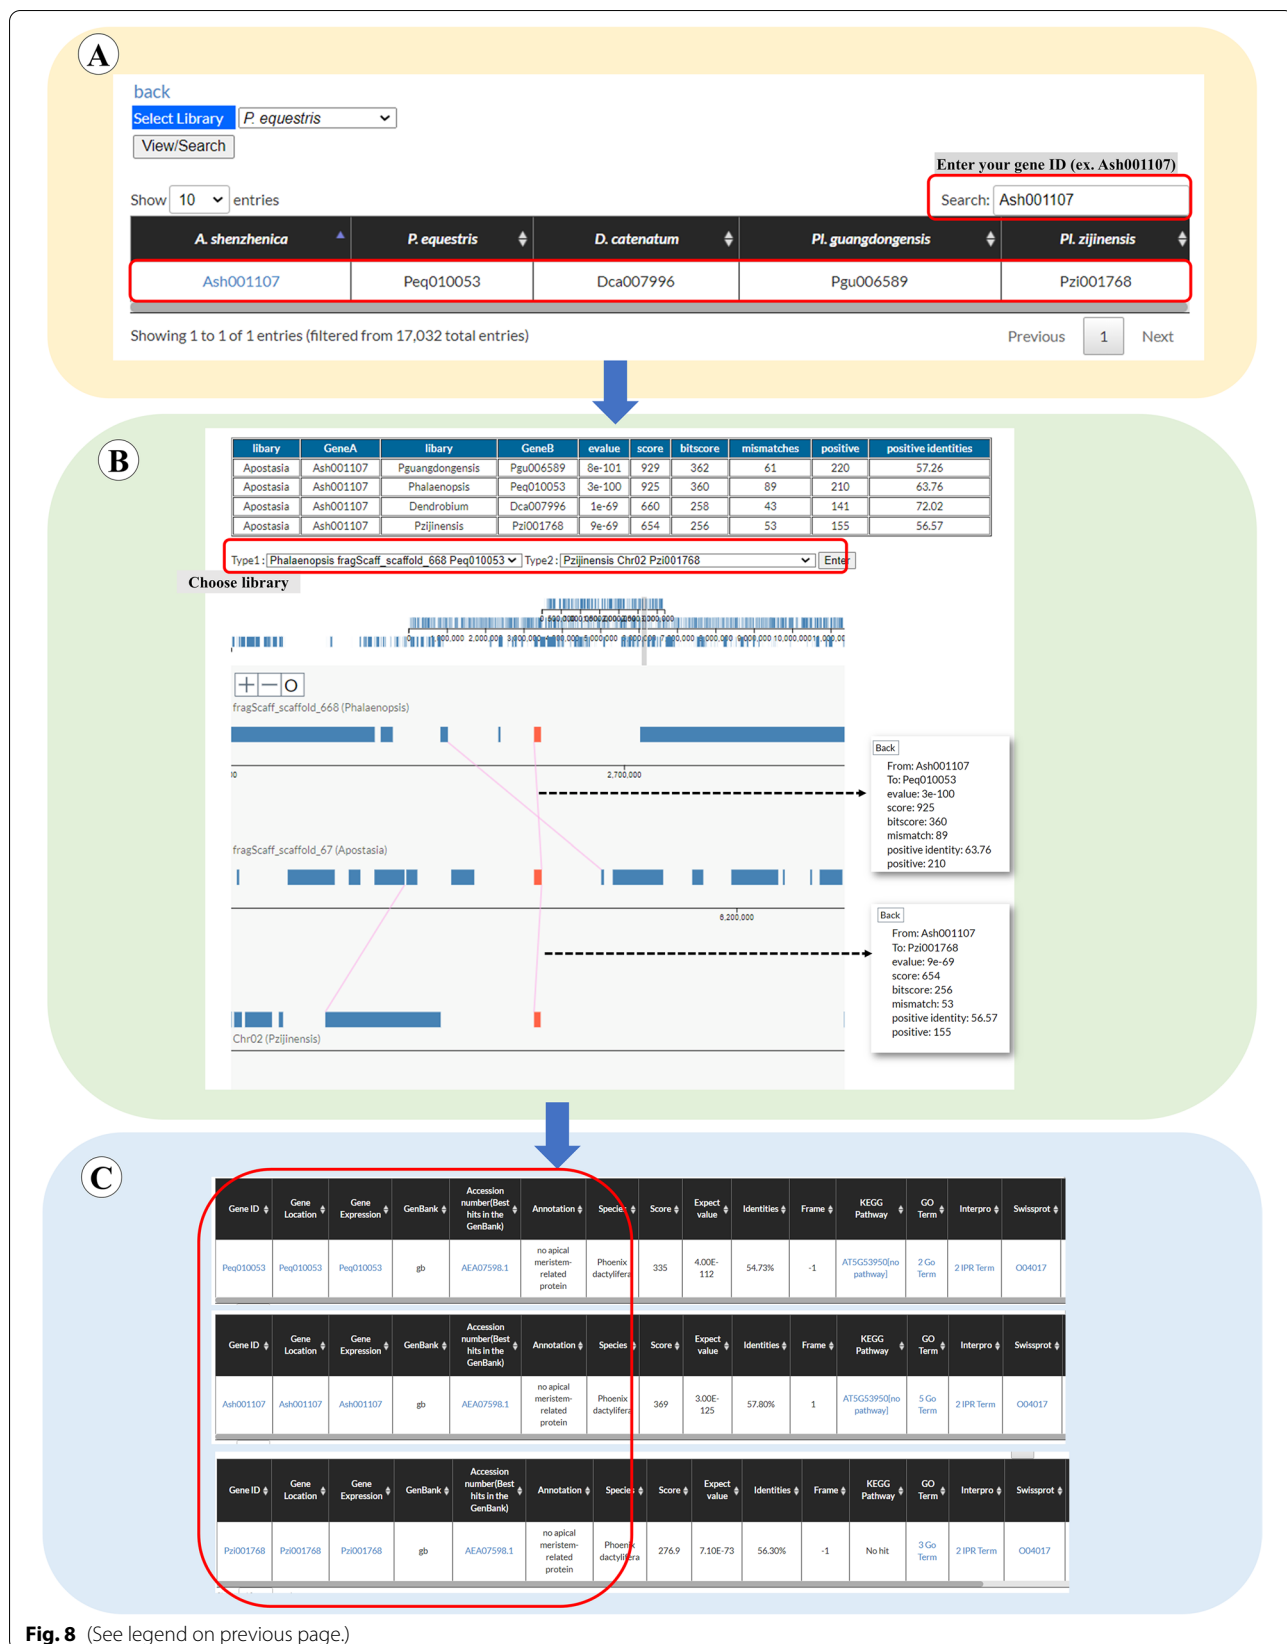 A
back
Select Library P. equestris
View/Search
Enter your gene ID (ex. Ash001107)
Show 10 entries Search: Ash001107
A. shenzhenica P. equestris D. catenatum Pl. guangdongensis Pl. zijinensis
Ash001107 Peq010053 Dca007996 Pgu006589 Pzi001768
Showing 1 to 1 of 1 entries (filtered from 17,032 total entries) Previous 1 Next
B
libary GeneA libary GeneB evalue score bitscore mismatches positive positive identities
Apostasia Ash001107 Pguangdongensis Pgu006589 8e-101 929 362 61 220 57.26
Apostasia Ash001107 Phalaenopsis Peq010053 3e-100 925 360 89 210 63.76
Apostasia Ash001107 Dendrobium Dca007996 1e-69 660 258 43 141 72.02
Apostasia Ash001107 Pzijinensis Pzi001768 9e-69 654 256 53 155 56.57
Type1: Phalaenopsis fragScaff_scaffold_668 Peq010053 Type2: Pzijinensis Chr02 Pzi001768 Enter
Choose library
+ − O
fragScaff_scaffold_668 (Phalaenopsis)
2,700,000
Back
From: Ash001107
To: Peq010053
evalue: 3e-100
score: 925
bitscore: 360
mismatch: 89
positive identity: 63.76
positive: 210
fragScaff_scaffold_67 (Apostasia)
6,200,000
Back
From: Ash001107
To: Pzi001768
evalue: 9e-69
score: 654
bitscore: 256
mismatch: 53
positive identity: 56.57
positive: 155
Chr02 (Pzijinensis)
C
Gene ID Gene Location Gene Expression GenBank Accession number(Best hits in the GenBank) Annotation Species Score Expect value Identities Frame KEGG Pathway GO Term Interpro Swissprot
Peq010053 Peq010053 Peq010053 gb AEA07598.1 no apical meristem-related protein Phoenix dactylifera 335 4.00E-112 54.73% -1 AT5G53950[no pathway] 2 Go Term 2 IPR Term O04017
Gene ID Gene Location Gene Expression GenBank Accession number(Best hits in the GenBank) Annotation Species Score Expect value Identities Frame KEGG Pathway GO Term Interpro Swissprot
Ash001107 Ash001107 Ash001107 gb AEA07598.1 no apical meristem-related protein Phoenix dactylifera 369 3.00E-125 57.80% 1 AT5G53950[no pathway] 5 Go Term 2 IPR Term O04017
Gene ID Gene Location Gene Expression GenBank Accession number(Best hits in the GenBank) Annotation Species Score Expect value Identities Frame KEGG Pathway GO Term Interpro Swissprot
Pzi001768 Pzi001768 Pzi001768 gb AEA07598.1 no apical meristem-related protein Phoenix dactylifera 276.9 7.10E-73 56.30% -1 No hit 3 Go Term 2 IPR Term O04017
Fig. 8 (See legend on previous page.)